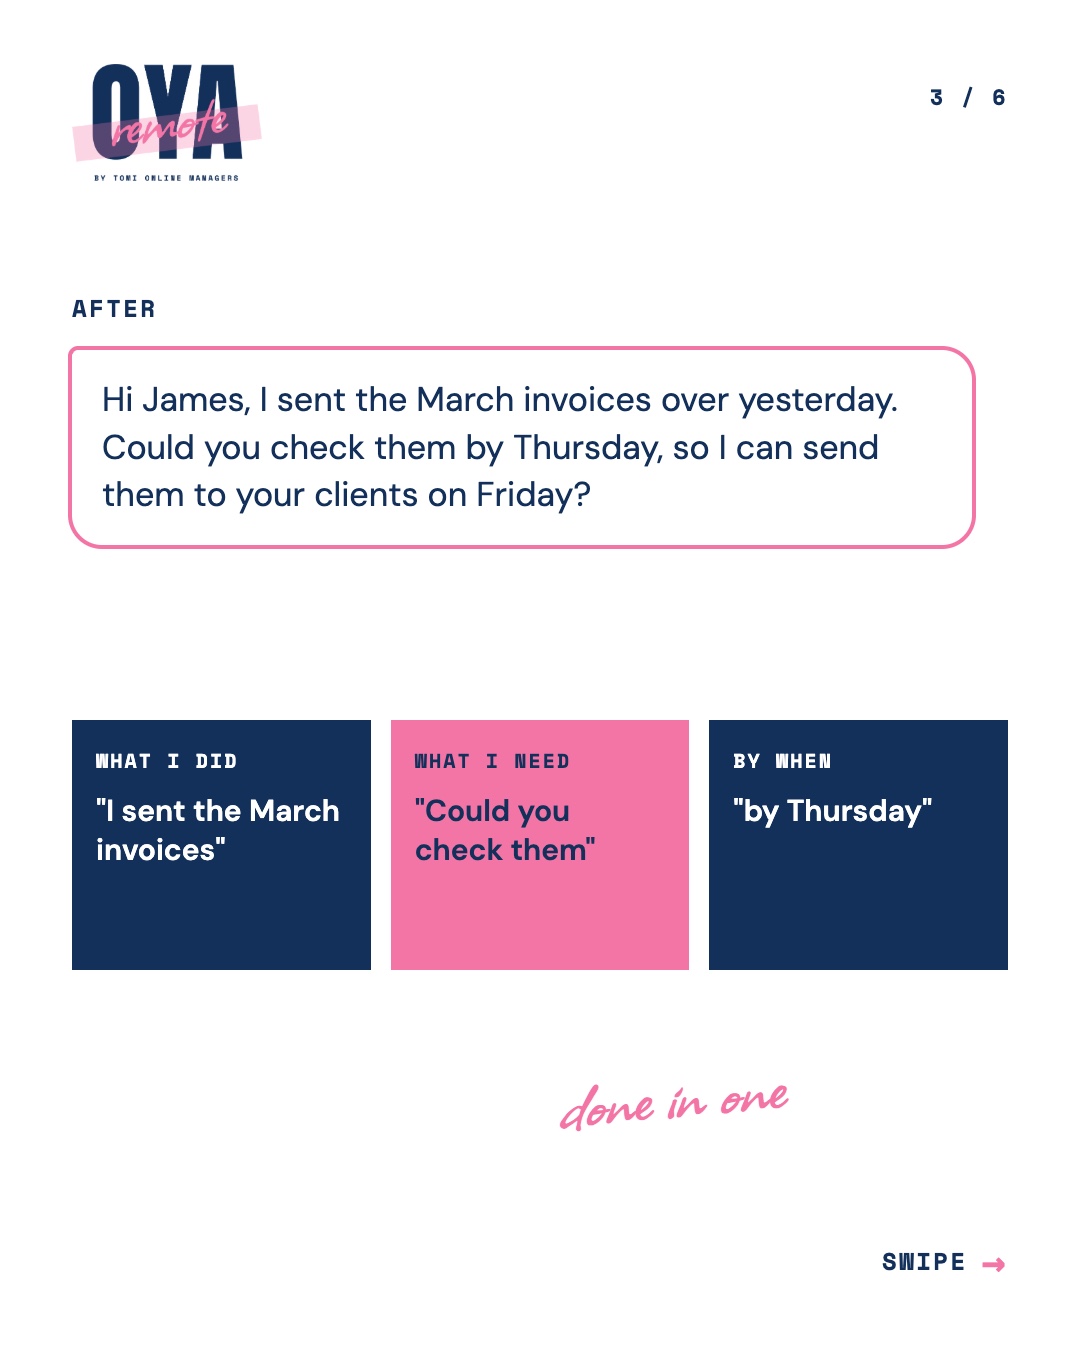 OYA
remote
BY TOMI ONLINE MANAGERS
3 / 6
AFTER
Hi James, I sent the March invoices over yesterday.
Could you check them by Thursday, so I can send
them to your clients on Friday?
WHAT I DID
"I sent the March
invoices"
WHAT I NEED
"Could you
check them"
BY WHEN
"by Thursday"
done in one
SWIPE →